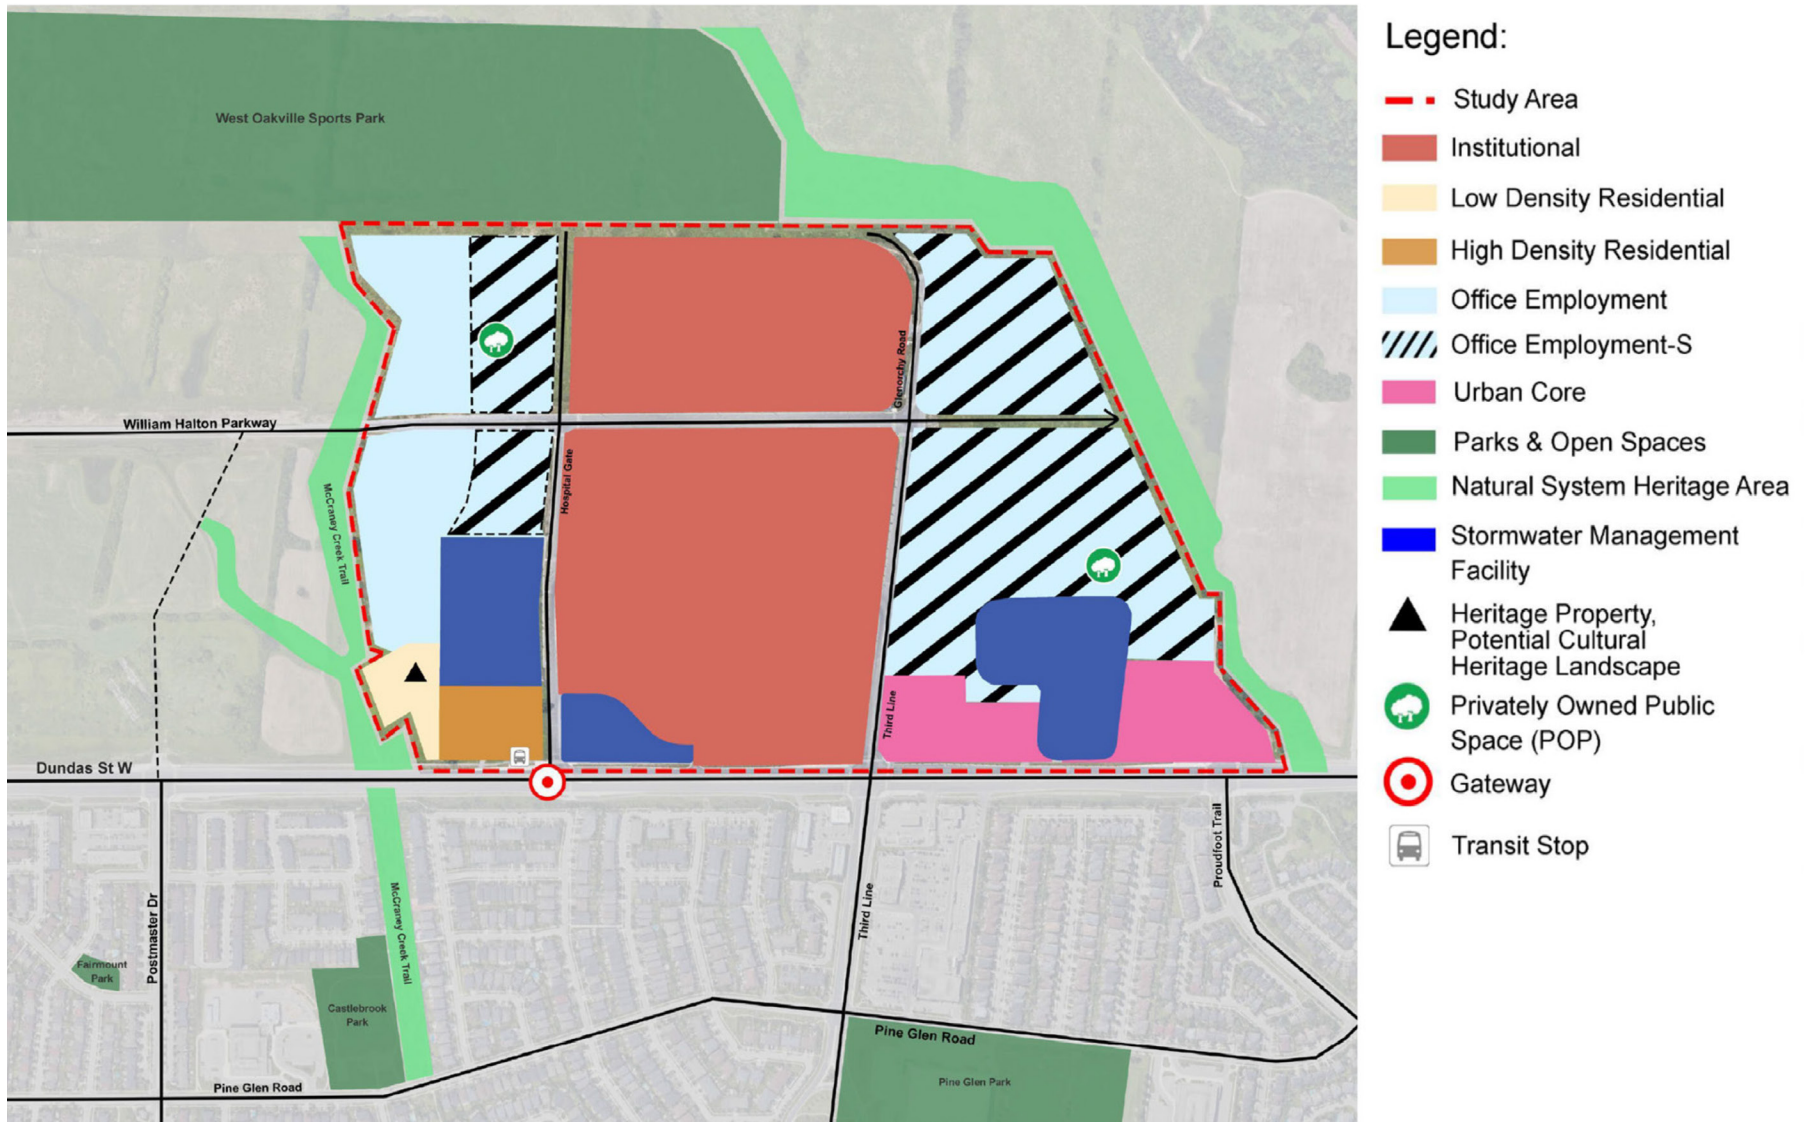 West Oakville Sports Park
Glenorchy Road
William Halton Parkway
Hospital Gate
McCraney Creek Trail
Third Line
Dundas St W
Proudfoot Trail
Third Line
McCraney Creek Trail
Postmaster Dr
Fairmount
Park
Castlebrook
Park
Pine Glen Road
Pine Glen Park
Pine Glen Road
Legend:
Study Area
Institutional
Low Density Residential
High Density Residential
Office Employment
Office Employment-S
Urban Core
Parks & Open Spaces
Natural System Heritage Area
Stormwater Management
Facility
Heritage Property,
Potential Cultural
Heritage Landscape
Privately Owned Public
Space (POP)
Gateway
Transit Stop